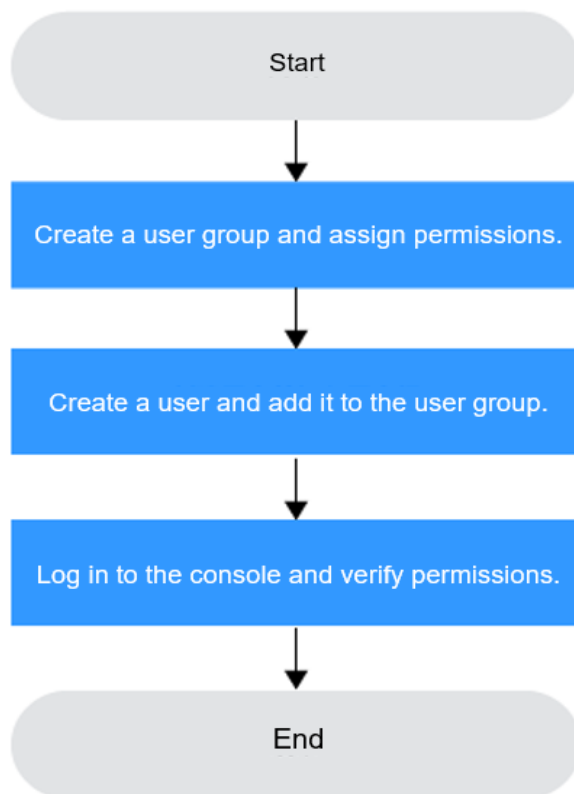 Start
Create a user group and assign permissions.
Create a user and add it to the user group.
Log in to the console and verify permissions.
End